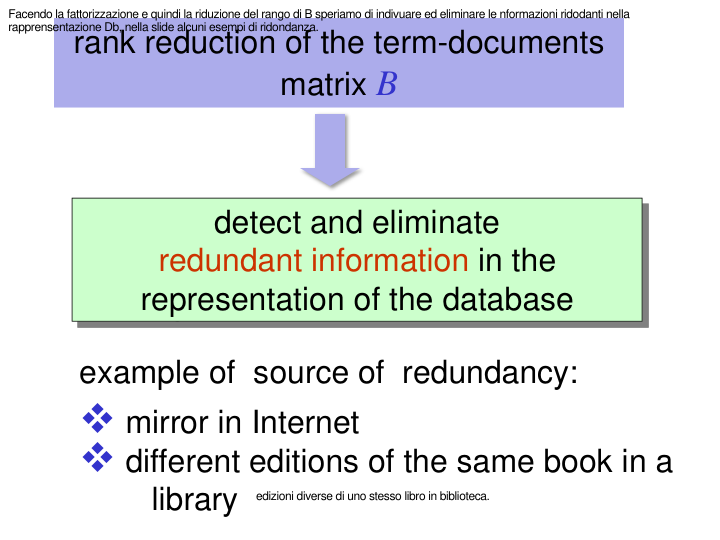 Facendo la fattorizzazione e quindi la riduzione del rango di B speriamo di indivuare ed eliminare le nformazioni ridodanti nella
rapprensentazione Db, nella slide alcuni esempi di ridondanza.
rank reduction of the term-documents
matrix B
detect and eliminate
redundant information in the
representation of the database
example of source of redundancy:
❖ mirror in Internet
❖ different editions of the same book in a
library edizioni diverse di uno stesso libro in biblioteca.